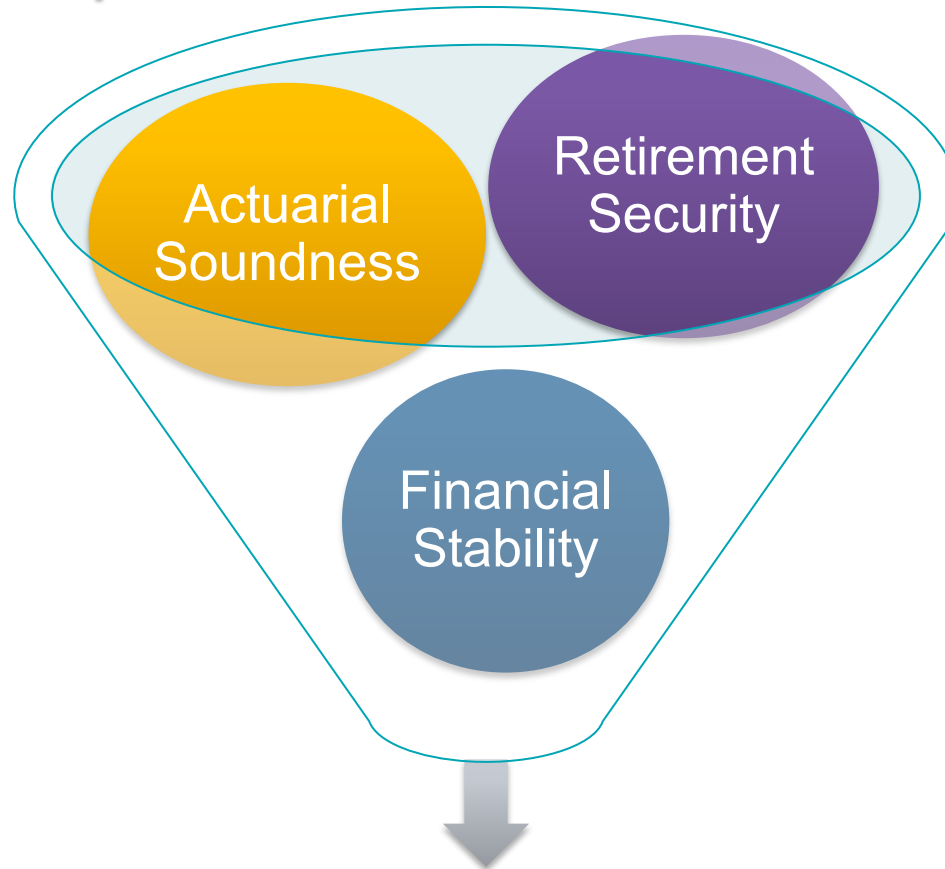 Actuarial
Soundness
Retirement
Security
Financial
Stability